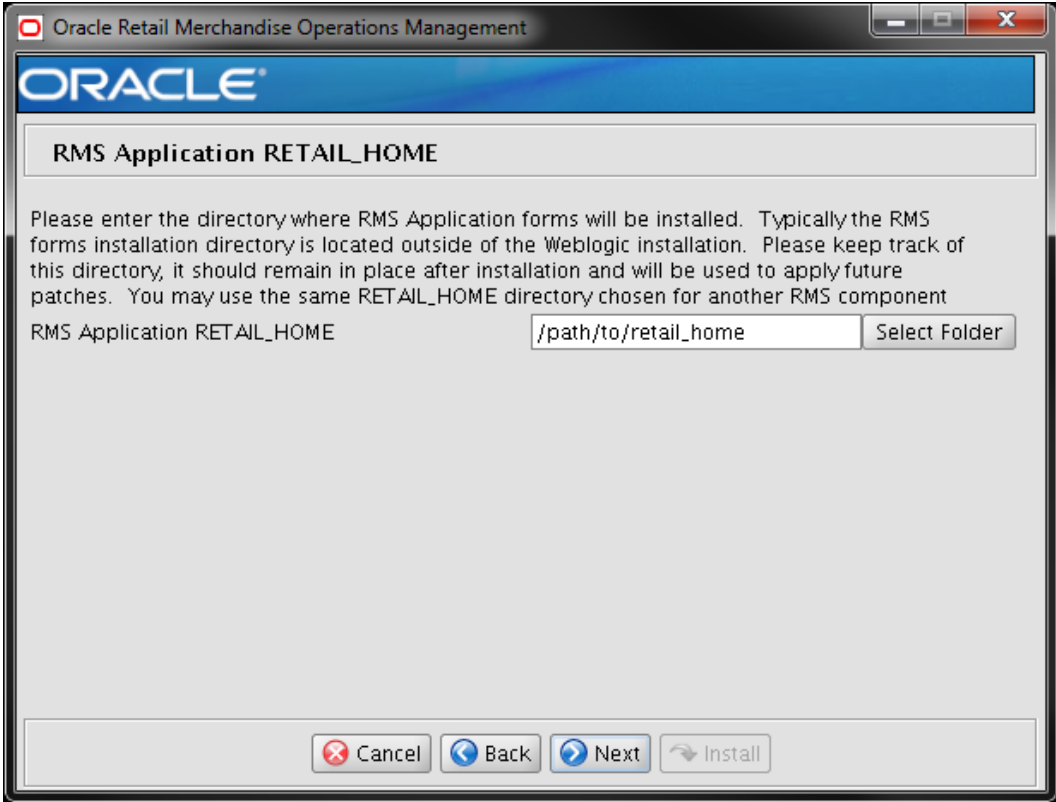 Oracle Retail Merchandise Operations Management
ORACLE®
RMS Application RETAIL_HOME
Please enter the directory where RMS Application forms will be installed.  Typically the RMS
forms installation directory is located outside of the Weblogic installation.  Please keep track of
this directory, it should remain in place after installation and will be used to apply future
patches.  You may use the same RETAIL_HOME directory chosen for another RMS component
RMS Application RETAIL_HOME /path/to/retail_home Select Folder
Cancel Back Next Install